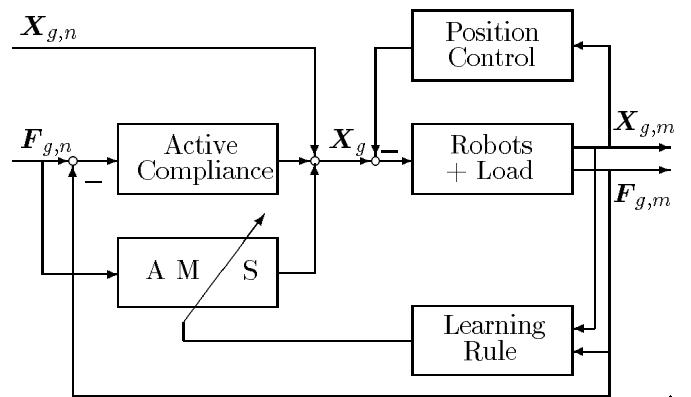 X_{g,n}
Position
Control
F_{g,n}
Active
Compliance
X_g
Robots
+ Load
X_{g,m}
F_{g,m}
A M S
Learning
Rule